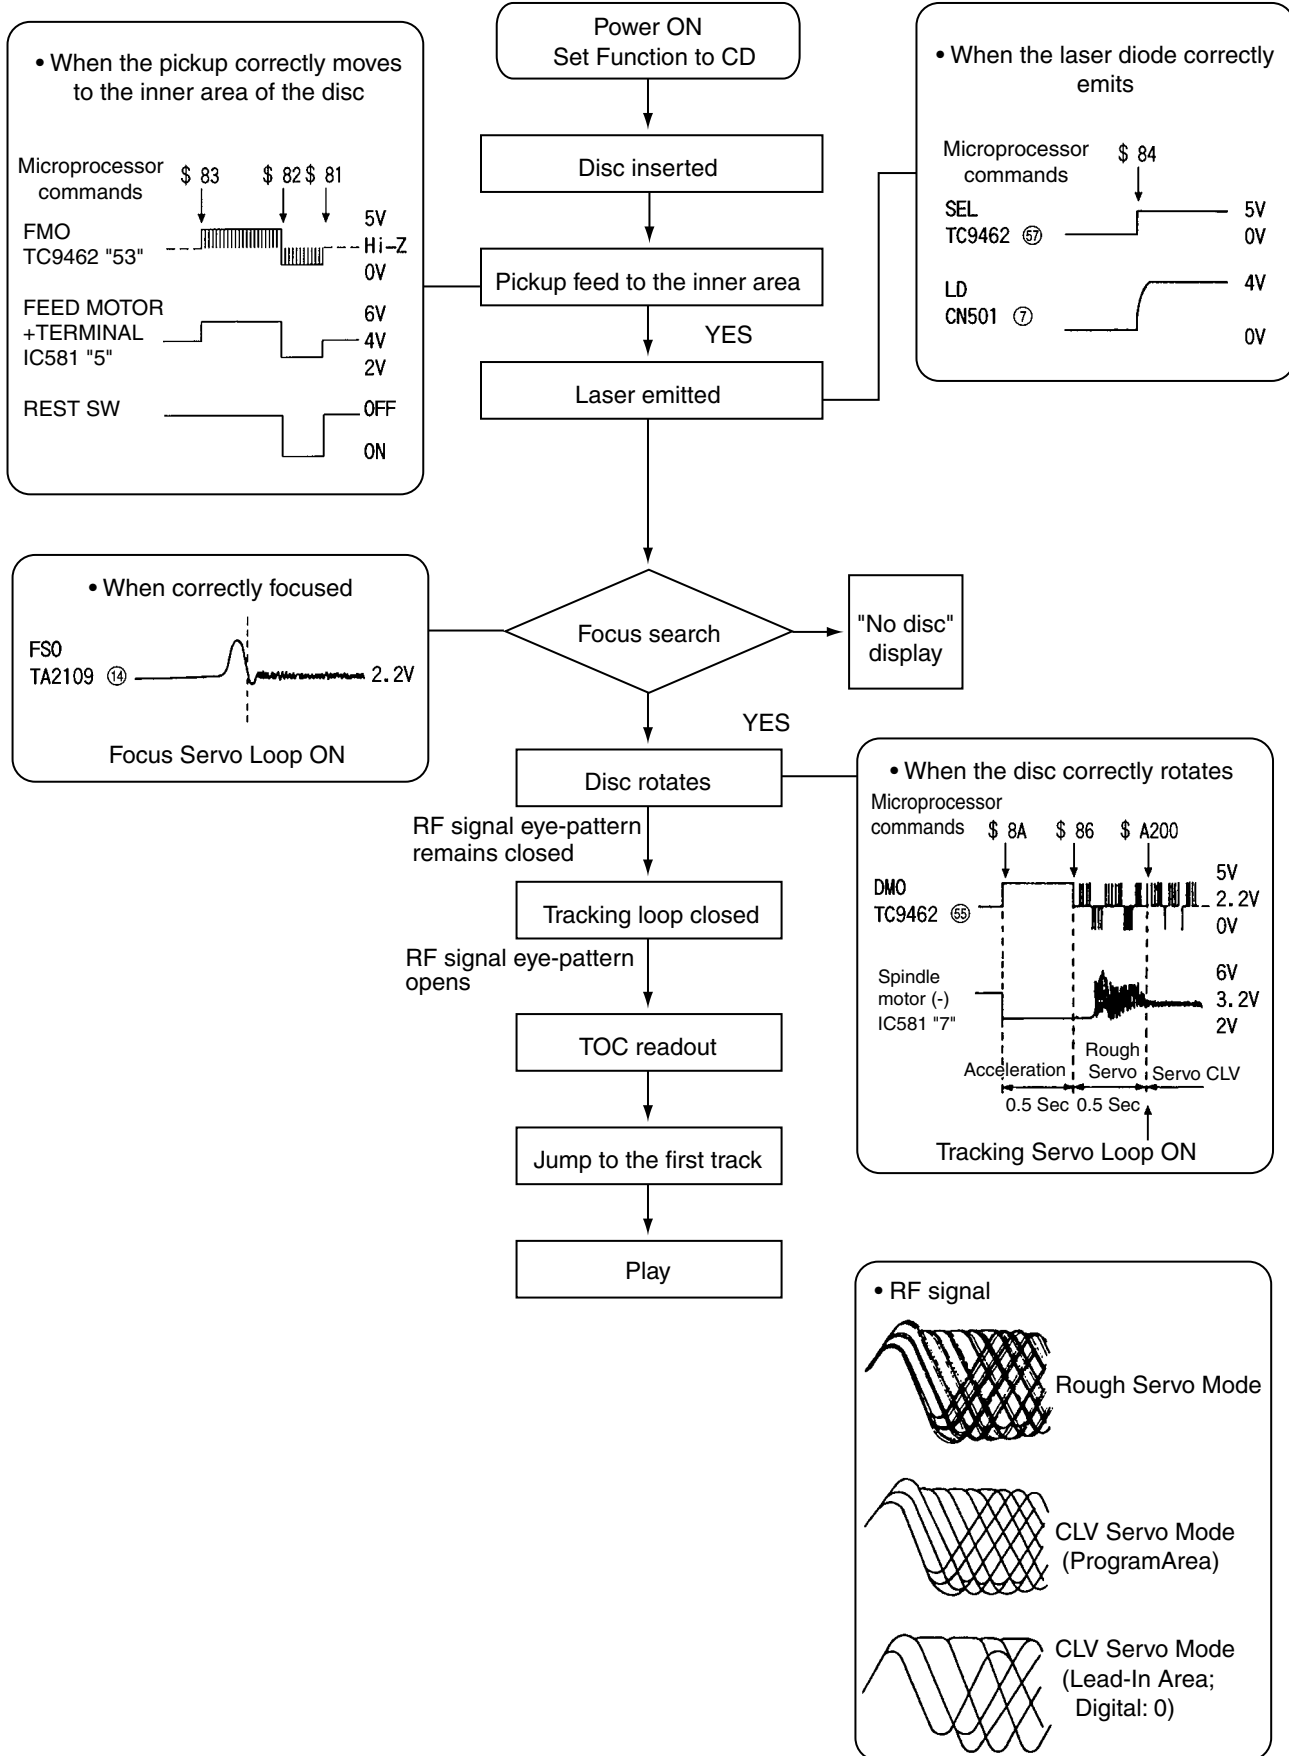 Power ON
Set Function to CD
Disc inserted
Pickup feed to the inner area
YES
Laser emitted
Focus search
"No disc"
display
YES
Disc rotates
RF signal eye-pattern
remains closed
Tracking loop closed
RF signal eye-pattern
opens
TOC readout
Jump to the first track
Play
• When the pickup correctly moves
to the inner area of the disc
Microprocessor
commands
$ 83
$ 82
$ 81
FMO
TC9462 "53"
5V
Hi-Z
0V
FEED MOTOR
+TERMINAL
IC581 "5"
6V
4V
2V
REST SW
OFF
ON
• When the laser diode correctly
emits
Microprocessor
commands
$ 84
SEL
TC9462 57
5V
0V
LD
CN501 7
4V
0V
• When correctly focused
FSO
TA2109 14
2.2V
Focus Servo Loop ON
• When the disc correctly rotates
Microprocessor
commands
$ 8A
$ 86
$ A200
DMO
TC9462 55
5V
2.2V
0V
Spindle
motor (-)
IC581 "7"
6V
3.2V
2V
Acceleration
Rough
Servo
Servo CLV
0.5 Sec
0.5 Sec
Tracking Servo Loop ON
• RF signal
Rough Servo Mode
CLV Servo Mode
(ProgramArea)
CLV Servo Mode
(Lead-In Area;
Digital: 0)